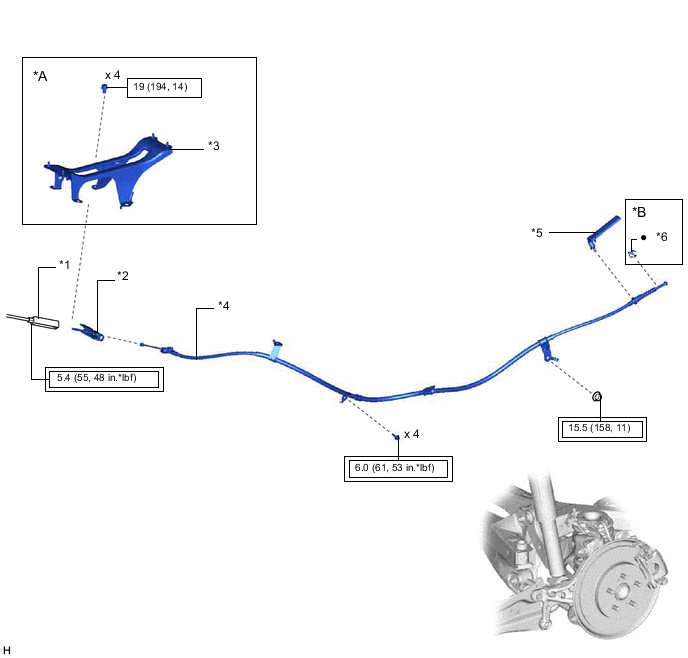 *A
x 4
19 (194, 14)
*3
*B
*5
● *6
*1
*2
*4
5.4 (55, 48 in.*lbf)
x 4
15.5 (158, 11)
6.0 (61, 53 in.*lbf)
H